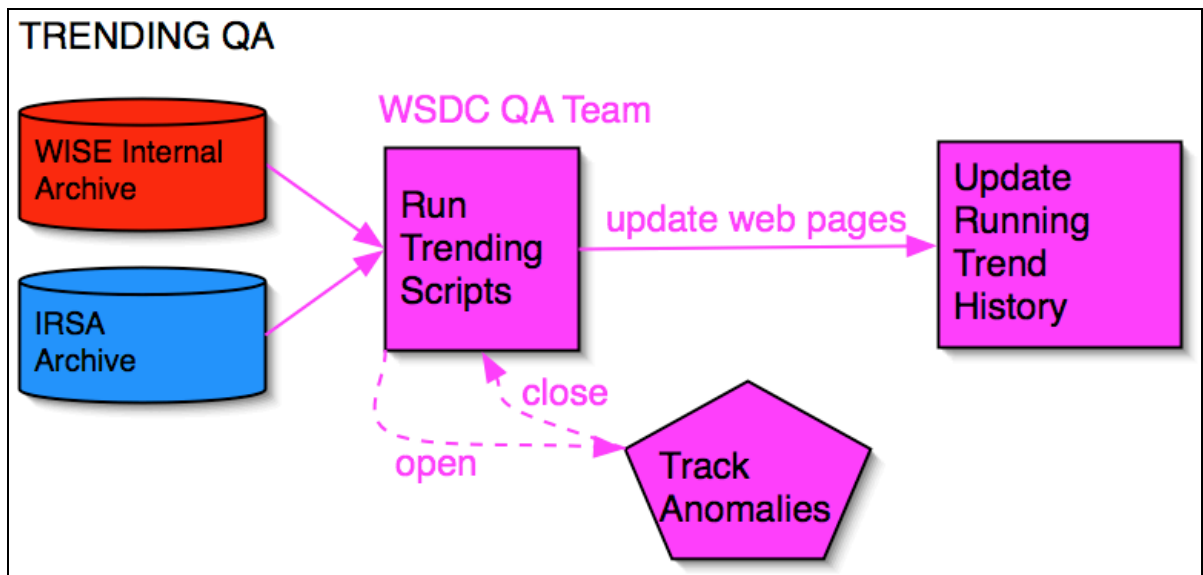 TRENDING QA
WISE Internal
Archive
IRSA
Archive
WSDC QA Team
Run
Trending
Scripts
update web pages
Update
Running
Trend
History
close
open
Track
Anomalies